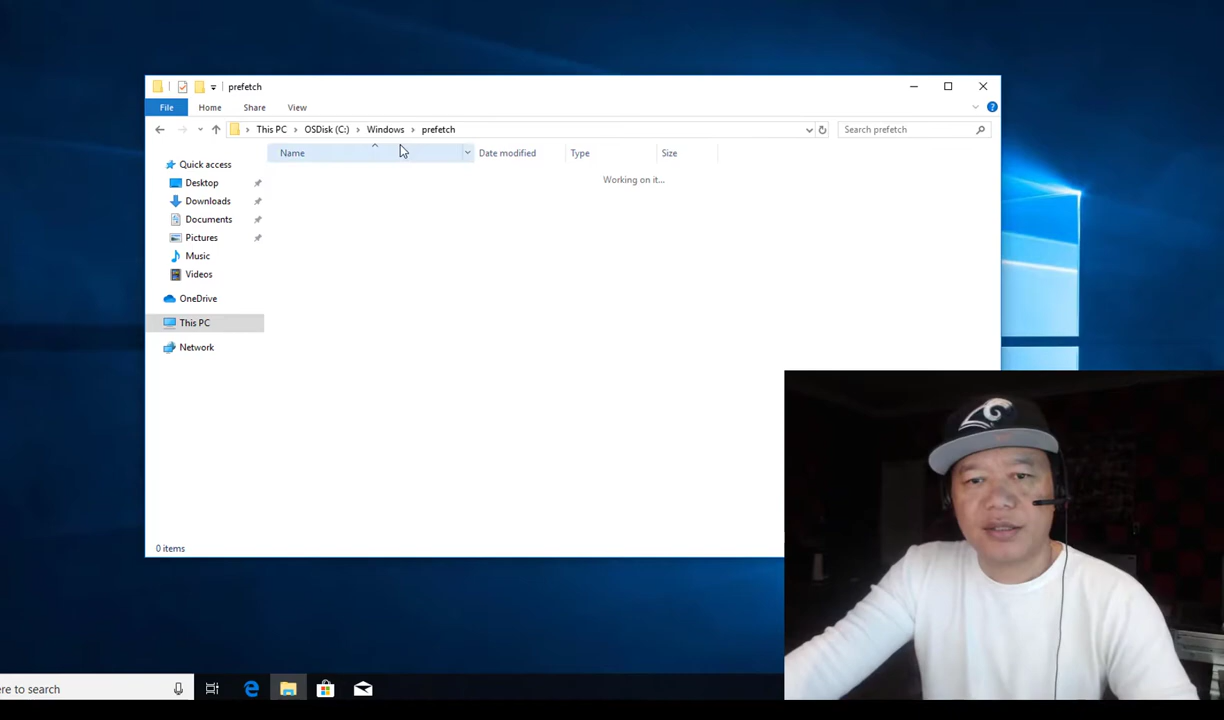 prefetch
File Home Share View
This PC OSDisk (C:) Windows prefetch
Search prefetch
Name Date modified Type Size
Working on it...
Quick access
Desktop
Downloads
Documents
Pictures
Music
Videos
OneDrive
This PC
Network
0 items
ere to search